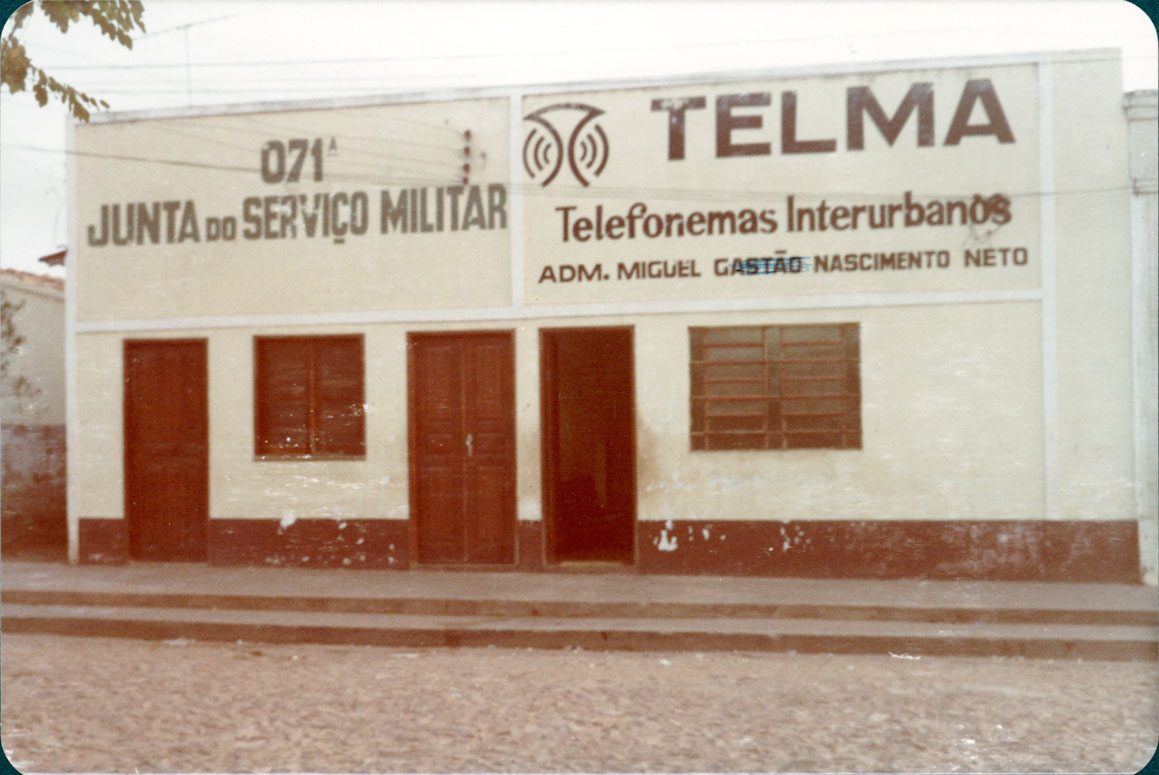 071ª
JUNTA DO SERVIÇO MILITAR
TELMA
Telefonemas Interurbanos
ADM. MIGUEL GASTÃO NASCIMENTO NETO